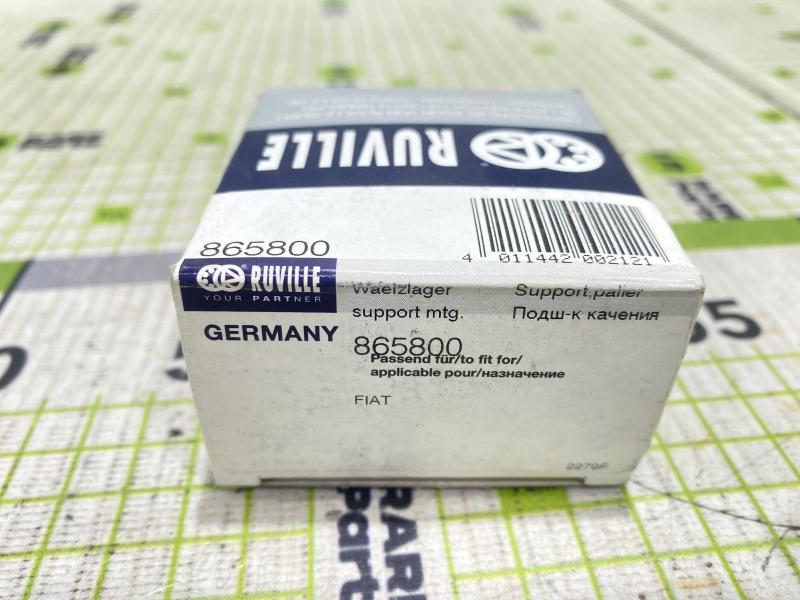 RUVILLE
4 011442 002121
865800
RUVILLE
YOUR PARTNER
GERMANY
Waelzlager
support mtg.
Support,palier
Подш-к качения
865800
Passend für/to fit for/
applicable pour/назначение
FIAT